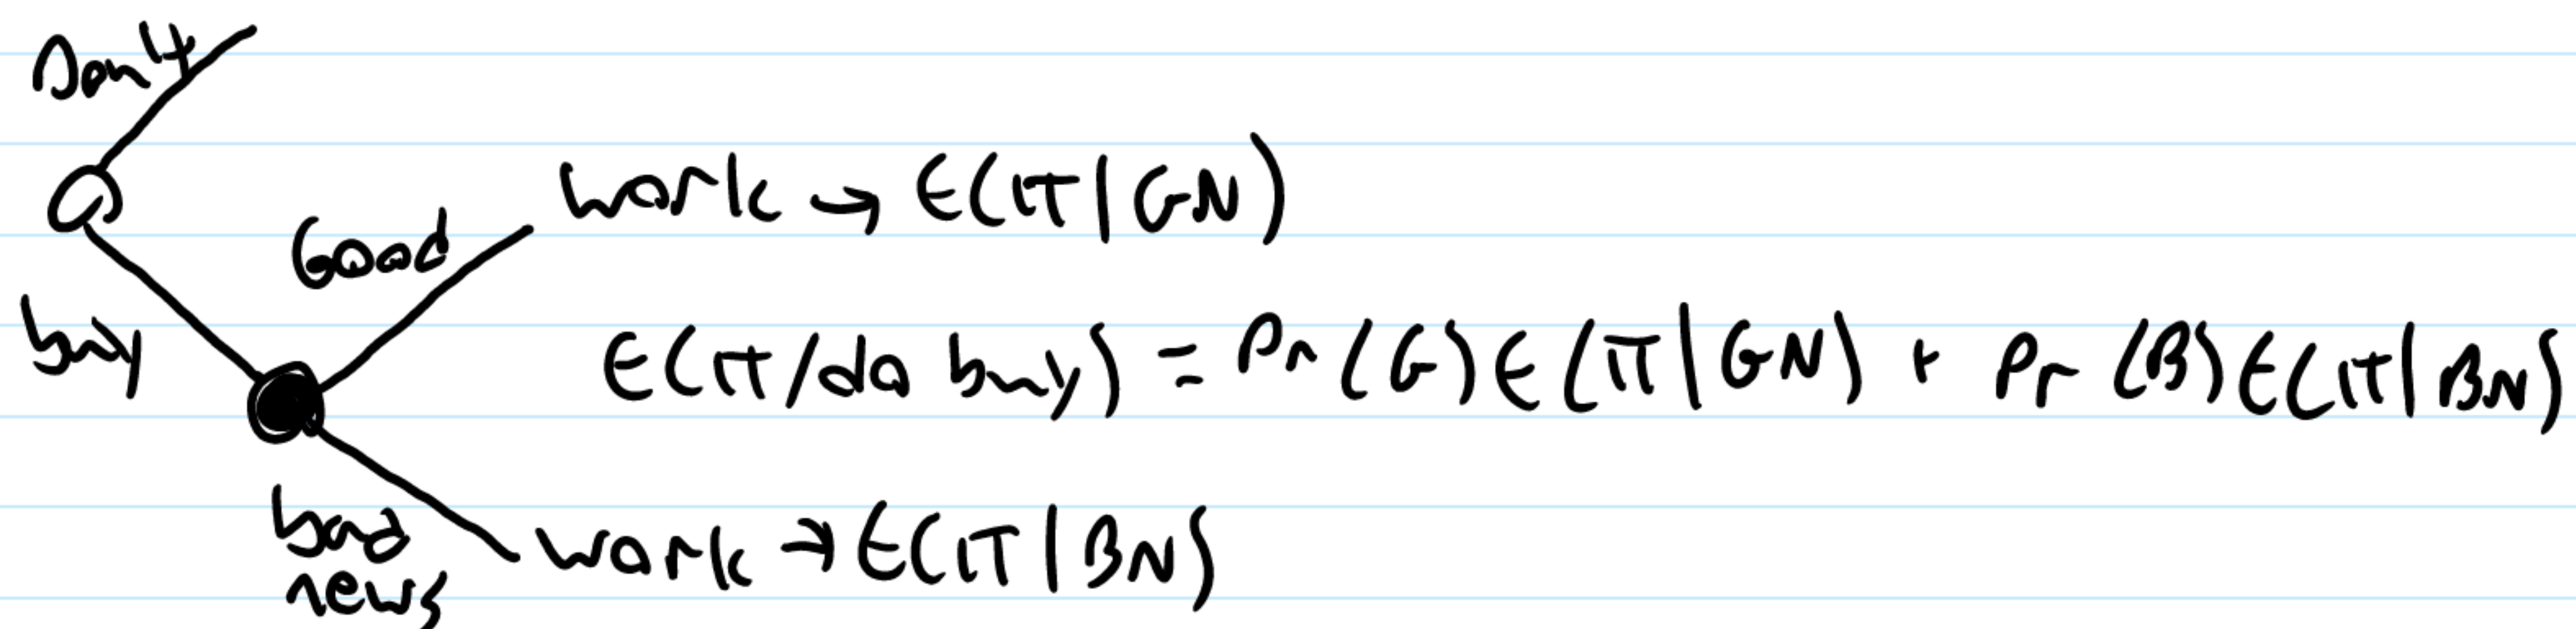 Don't
Good
work → E(π|GN)
buy
E(π/do buy) = Pr(G)E(π|GN) + Pr(B)E(π|BN)
bad
news
work → E(π|BN)